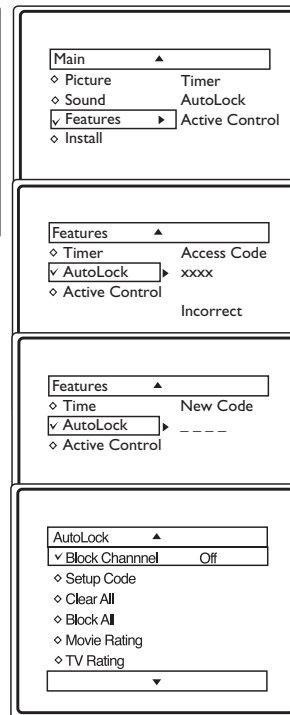 Main
Picture Timer
Sound AutoLock
Features Active Control
Install
Features
Timer Access Code
AutoLock xxxx
Active Control
Incorrect
Features
Time New Code
AutoLock _ _ _ _
Active Control
AutoLock
Block Channnel Off
Setup Code
Clear All
Block All
Movie Rating
TV Rating